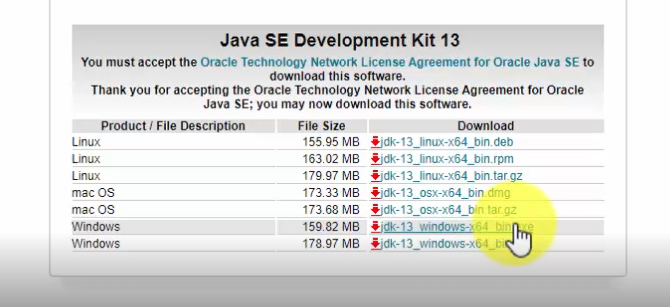 Java SE Development Kit 13
You must accept the Oracle Technology Network License Agreement for Oracle Java SE to
download this software.
Thank you for accepting the Oracle Technology Network License Agreement for Oracle
Java SE; you may now download this software.
Product / File Description File Size Download
Linux 155.95 MB jdk-13_linux-x64_bin.deb
Linux 163.02 MB jdk-13_linux-x64_bin.rpm
Linux 179.97 MB jdk-13_linux-x64_bin.tar.gz
mac OS 173.33 MB jdk-13_osx-x64_bin.dmg
mac OS 173.68 MB jdk-13_osx-x64_bin.tar.gz
Windows 159.82 MB jdk-13_windows-x64_bin.exe
Windows 178.97 MB